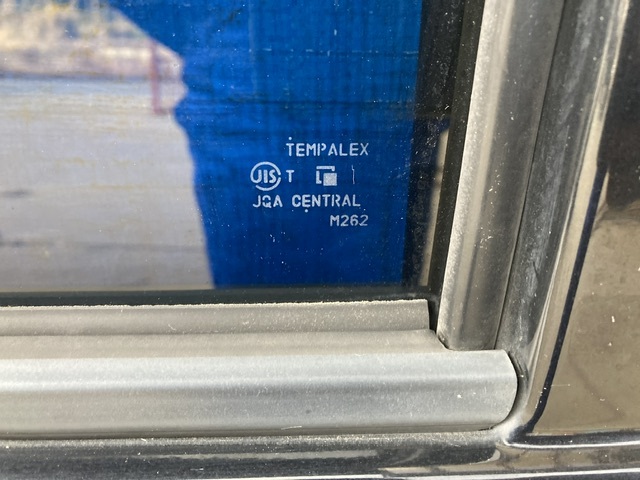 TEMPALEX
JIS T
JQA CENTRAL
M262